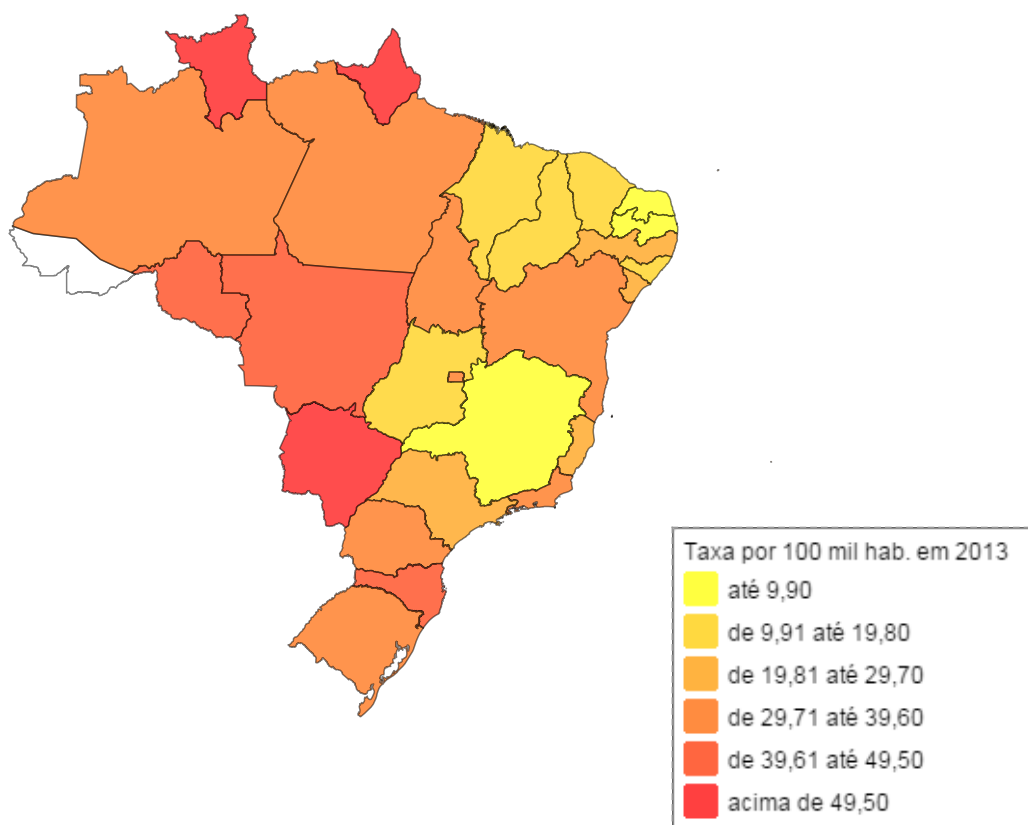 Taxa por 100 mil hab. em 2013
até 9,90
de 9,91 até 19,80
de 19,81 até 29,70
de 29,71 até 39,60
de 39,61 até 49,50
acima de 49,50